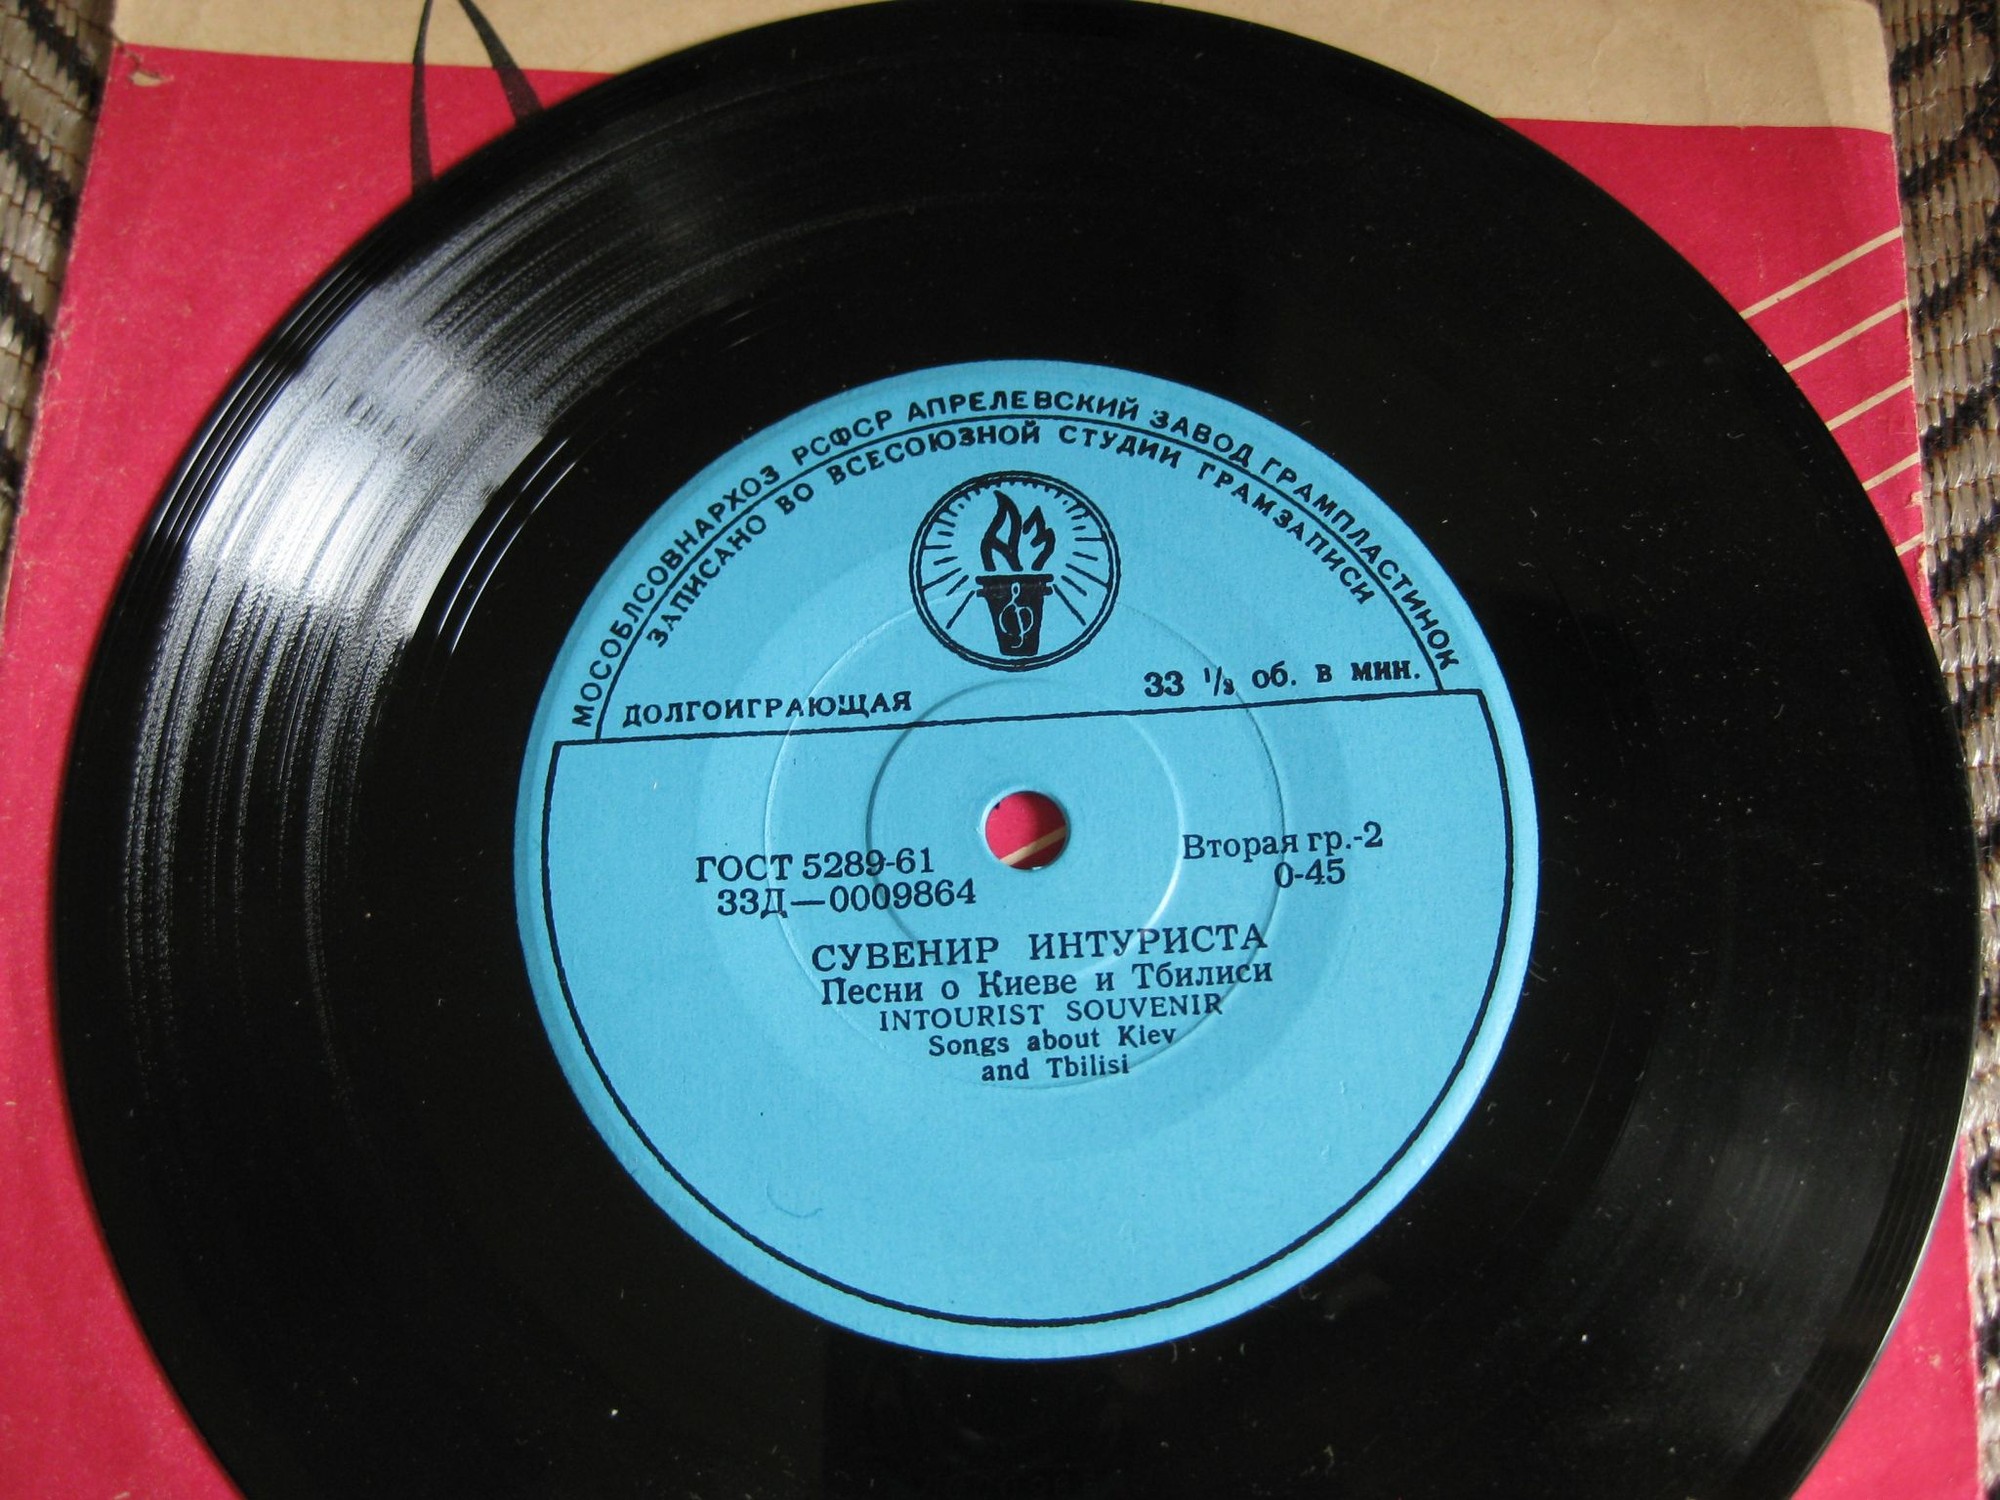 МОСОБЛСОВНАРХОЗ РСФСР АПРЕЛЕВСКИЙ ЗАВОД ГРАМПЛАСТИНОК
ЗАПИСАНО ВО ВСЕСОЮЗНОЙ СТУДИИ ГРАМЗАПИСИ
АЗ
ДОЛГОИГРАЮЩАЯ 33 1/3 об. в мин.
ГОСТ 5289-61 Вторая гр.-2
33Д—0009864 0-45
СУВЕНИР ИНТУРИСТА
Песни о Киеве и Тбилиси
INTOURIST SOUVENIR
Songs about Kiev
and Tbilisi